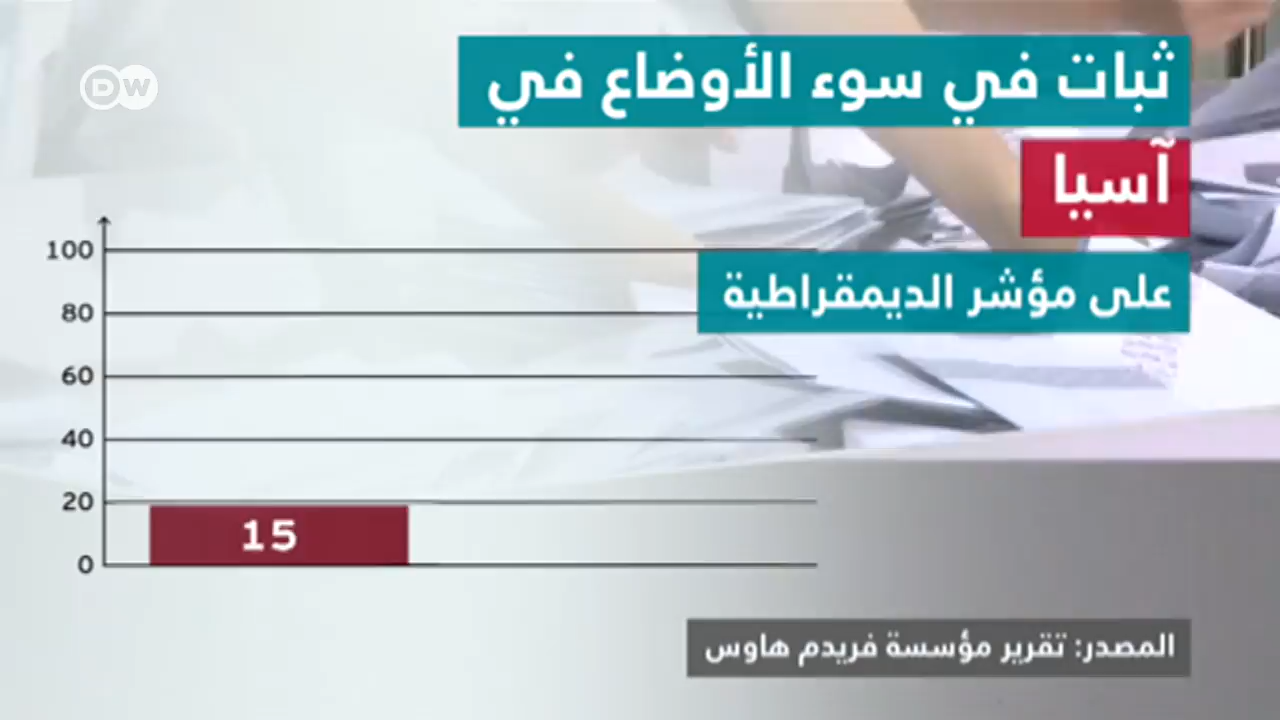 DW
ثبات في سوء الأوضاع في
آسيا
على مؤشر الديمقراطية
100
80
60
40
20
0
15
المصدر: تقرير مؤسسة فريدم هاوس